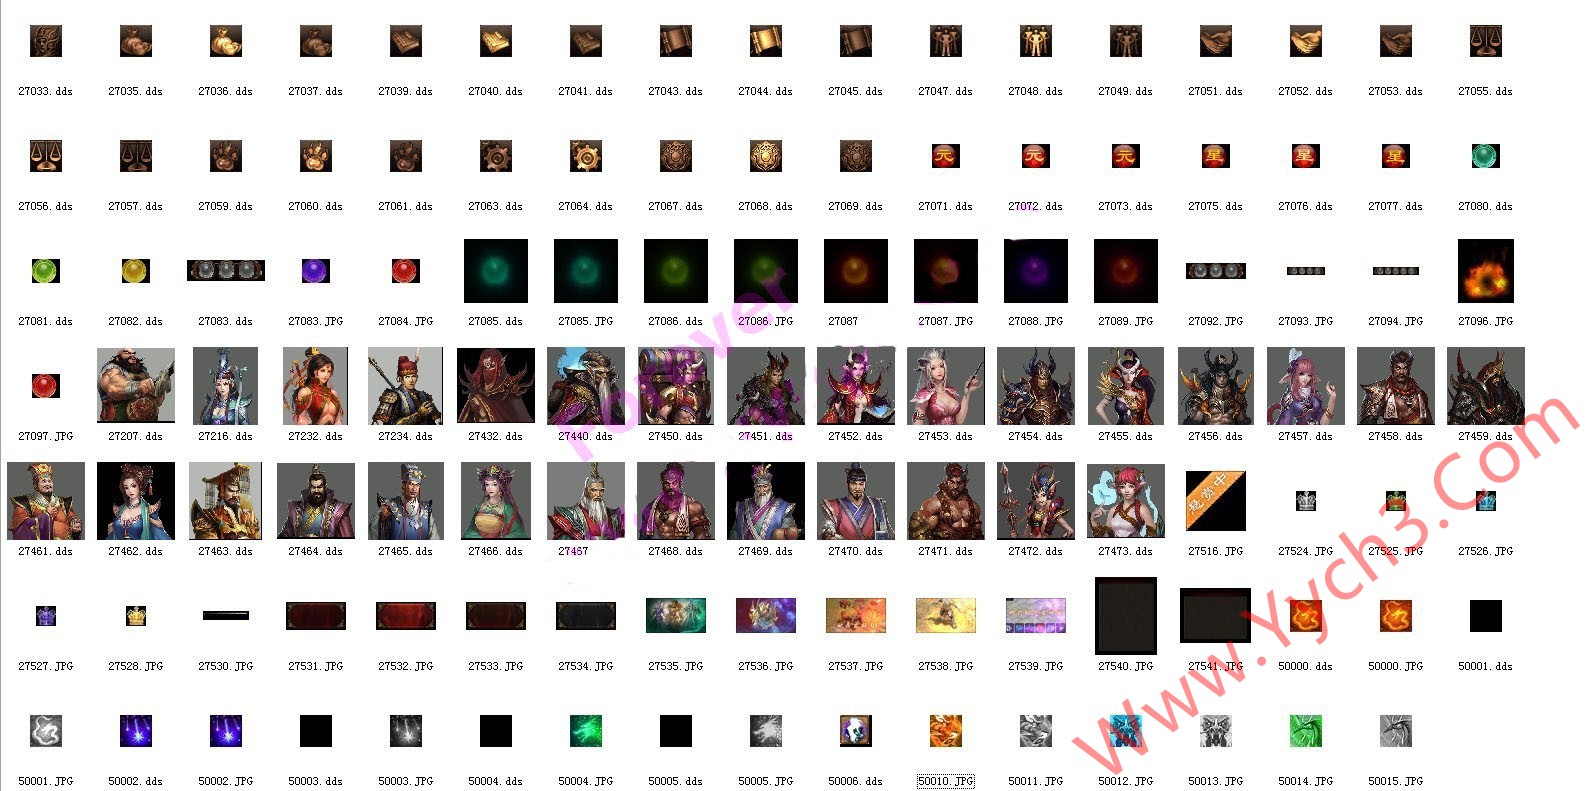 27033.dds 27035.dds 27036.dds 27037.dds 27039.dds 27040.dds 27041.dds 27043.dds 27044.dds 27045.dds 27047.dds 27048.dds 27049.dds 27051.dds 27052.dds 27053.dds 27055.dds
元 元 元 星 星 星
27056.dds 27057.dds 27059.dds 27060.dds 27061.dds 27063.dds 27064.dds 27067.dds 27068.dds 27069.dds 27071.dds 27072.dds 27073.dds 27075.dds 27076.dds 27077.dds 27080.dds
27081.dds 27082.dds 27083.dds 27083.JPG 27084.JPG 27085.dds 27085.JPG 27086.dds 27086.JPG 27087 27087.JPG 27088.JPG 27089.JPG 27092.JPG 27093.JPG 27094.JPG 27096.JPG
Forever
27097.JPG 27207.dds 27216.dds 27232.dds 27234.dds 27432.dds 27440.dds 27450.dds 27451.dds 27452.dds 27453.dds 27454.dds 27455.dds 27456.dds 27457.dds 27458.dds 27459.dds
悬赏中
27461.dds 27462.dds 27463.dds 27464.dds 27465.dds 27466.dds 27467 27468.dds 27469.dds 27470.dds 27471.dds 27472.dds 27473.dds 27516.JPG 27524.JPG 27525.JPG 27526.JPG
27527.JPG 27528.JPG 27530.JPG 27531.JPG 27532.JPG 27533.JPG 27534.JPG 27535.JPG 27536.JPG 27537.JPG 27538.JPG 27539.JPG 27540.JPG 27541.JPG 50000.dds 50000.JPG 50001.dds
Www.Yych3.Com
50001.JPG 50002.dds 50002.JPG 50003.dds 50003.JPG 50004.dds 50004.JPG 50005.dds 50005.JPG 50006.dds 50010.JPG 50011.JPG 50012.JPG 50013.JPG 50014.JPG 50015.JPG